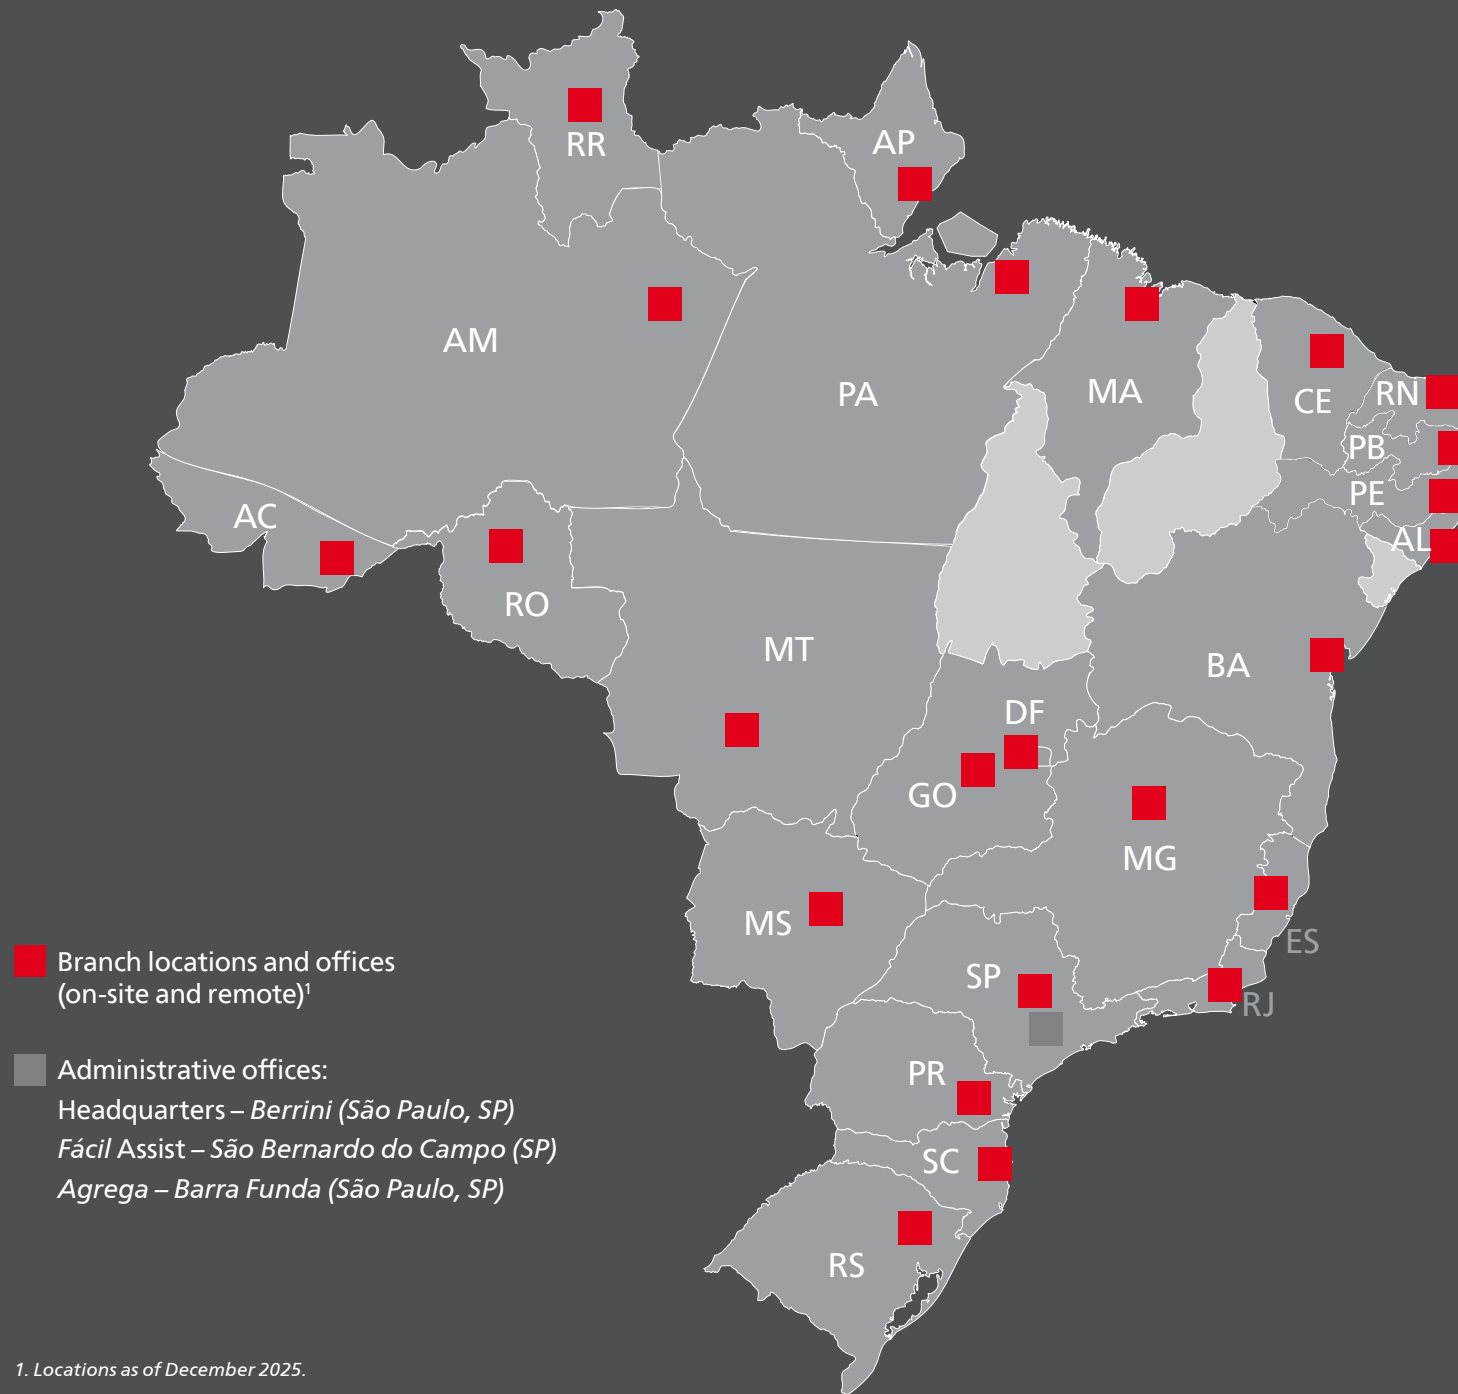 RR
AP
AM
PA
MA
CE
RN
PB
PE
AL
AC
RO
MT
BA
DF
GO
MG
MS
ES
SP
RJ
PR
SC
RS
Branch locations and offices
(on-site and remote)¹
Administrative offices:
Headquarters – Berrini (São Paulo, SP)
Fácil Assist – São Bernardo do Campo (SP)
Agrega – Barra Funda (São Paulo, SP)
1. Locations as of December 2025.